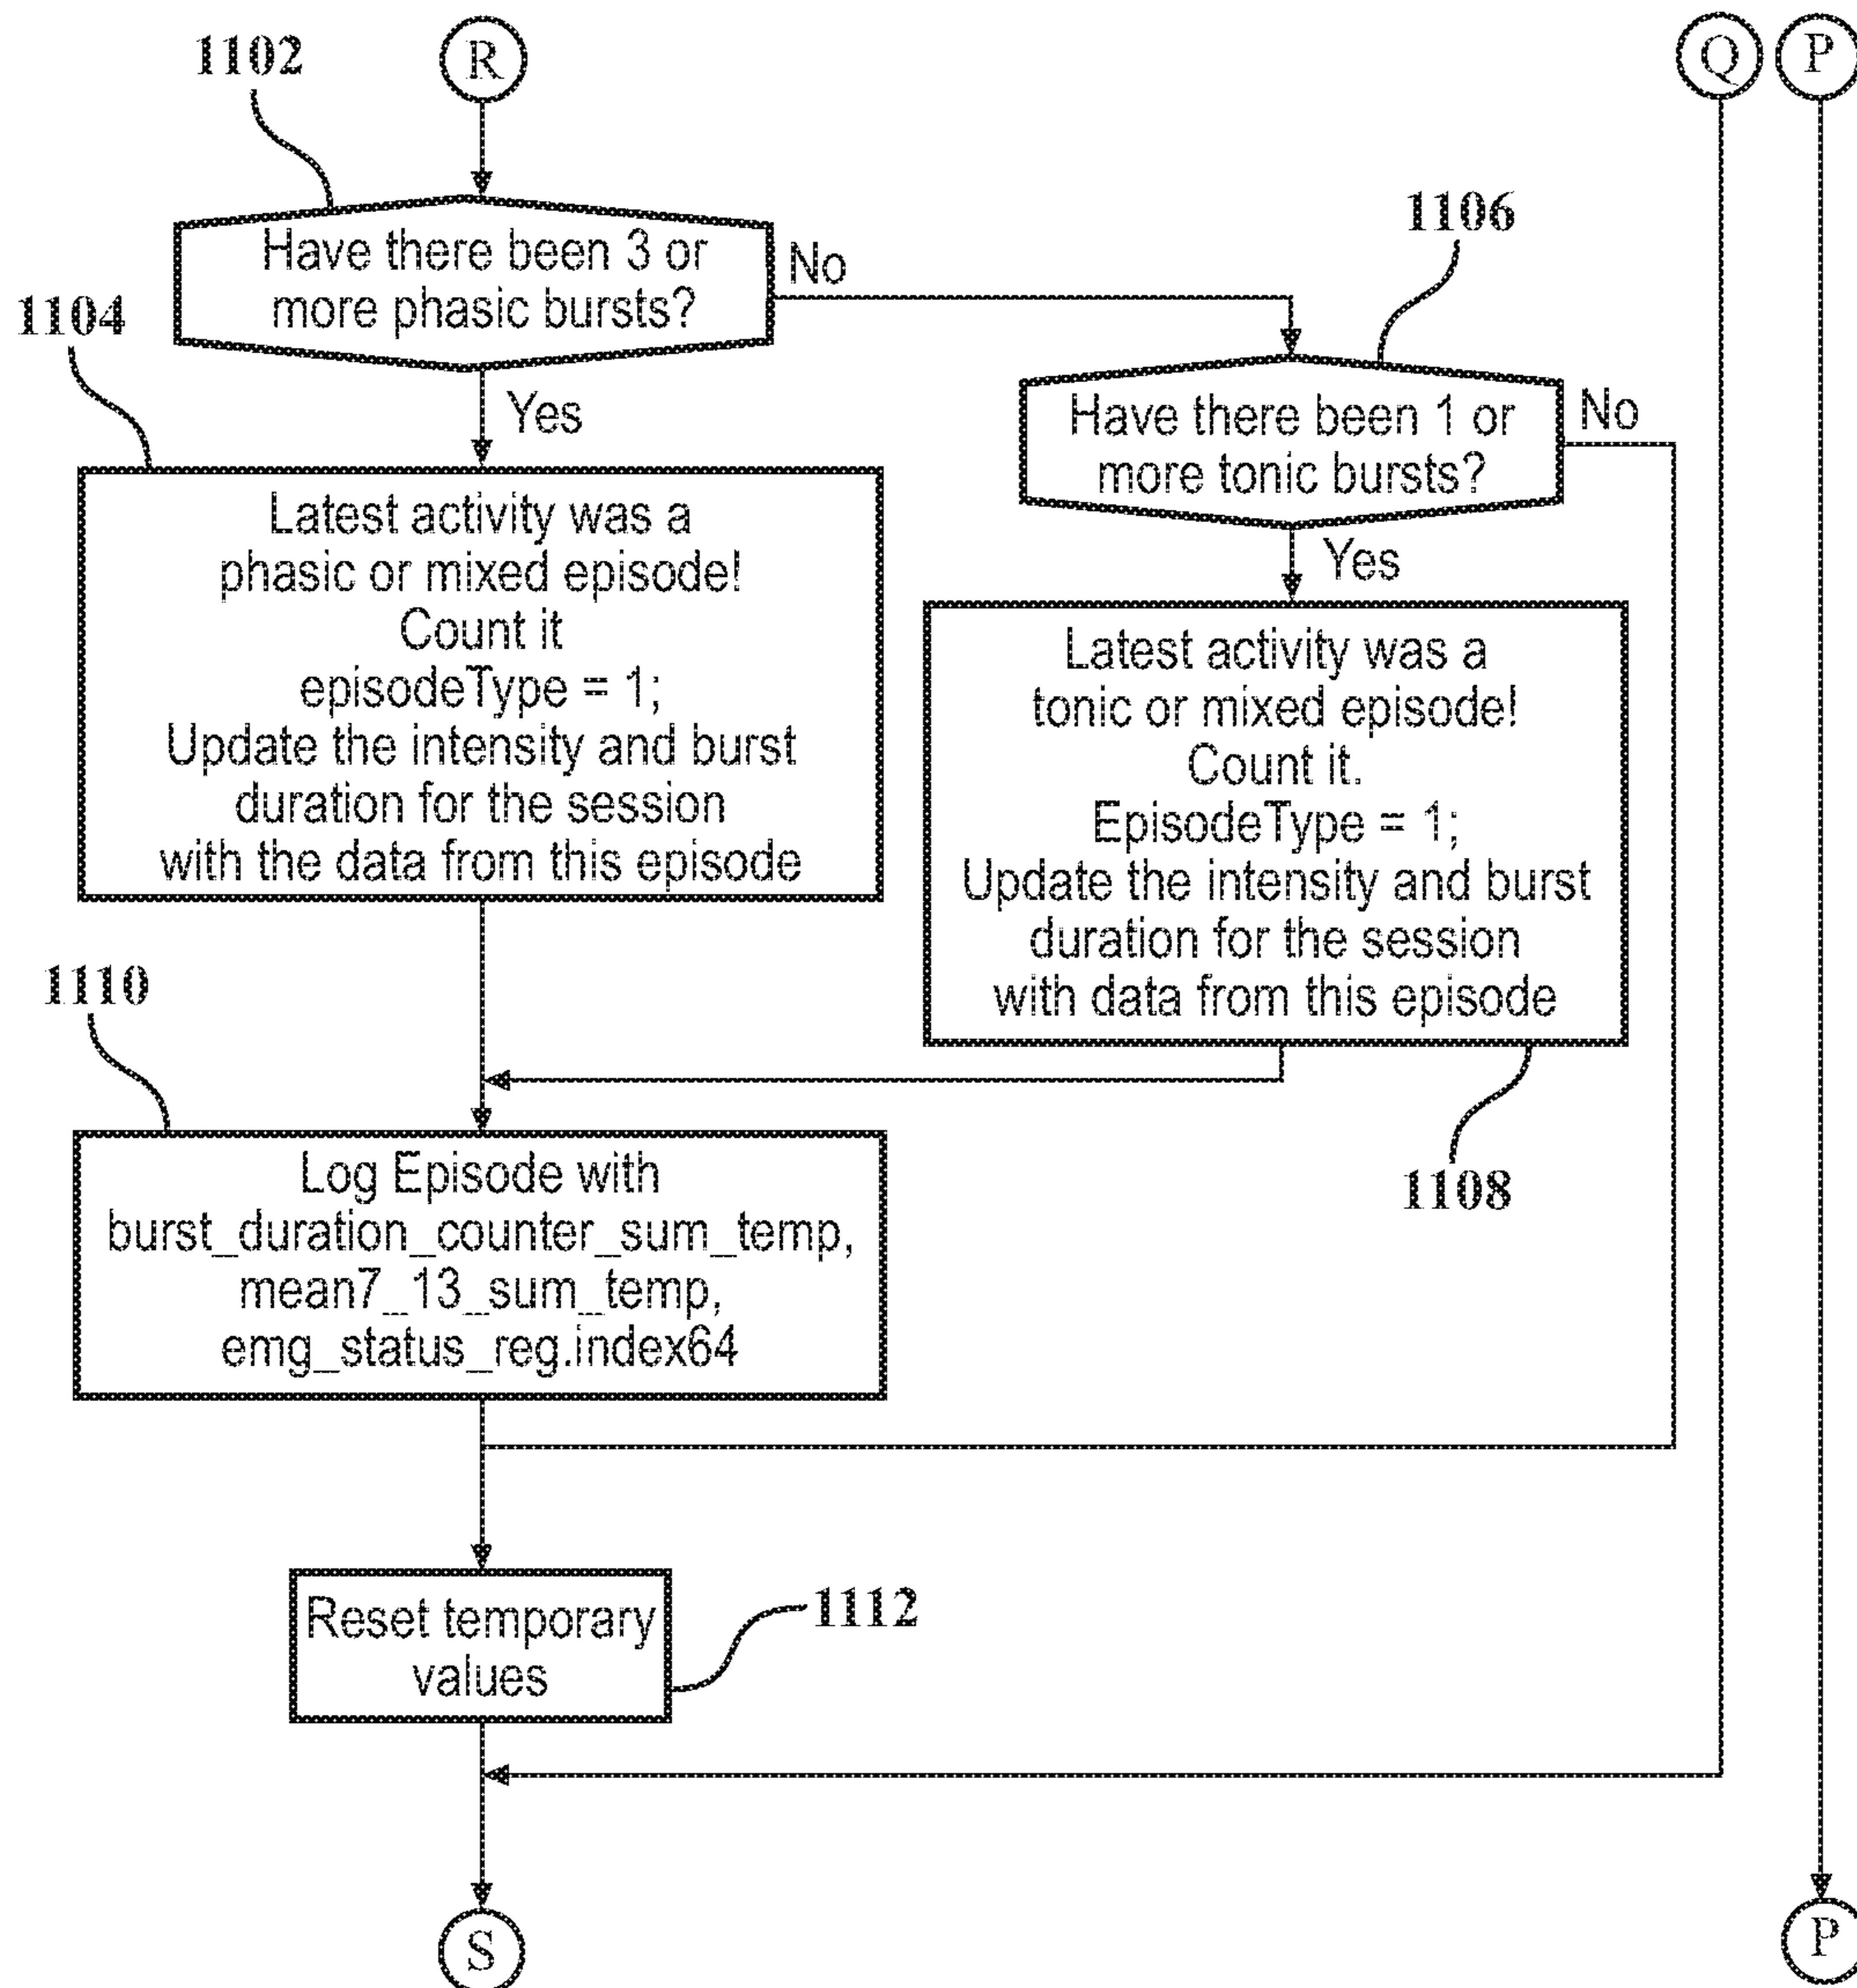 1102
R
Q
P
Have there been 3 or
more phasic bursts?
No
1106
1104
Yes
Have there been 1 or
more tonic bursts?
No
Latest activity was a
phasic or mixed episode!
Count it
episodeType = 1;
Update the intensity and burst
duration for the session
with the data from this episode
Yes
Latest activity was a
tonic or mixed episode!
Count it.
EpisodeType = 1;
Update the intensity and burst
duration for the session
with data from this episode
1110
1108
Log Episode with
burst_duration_counter_sum_temp,
mean7_13_sum_temp,
emg_status_reg.index64
Reset temporary
values
1112
S
P